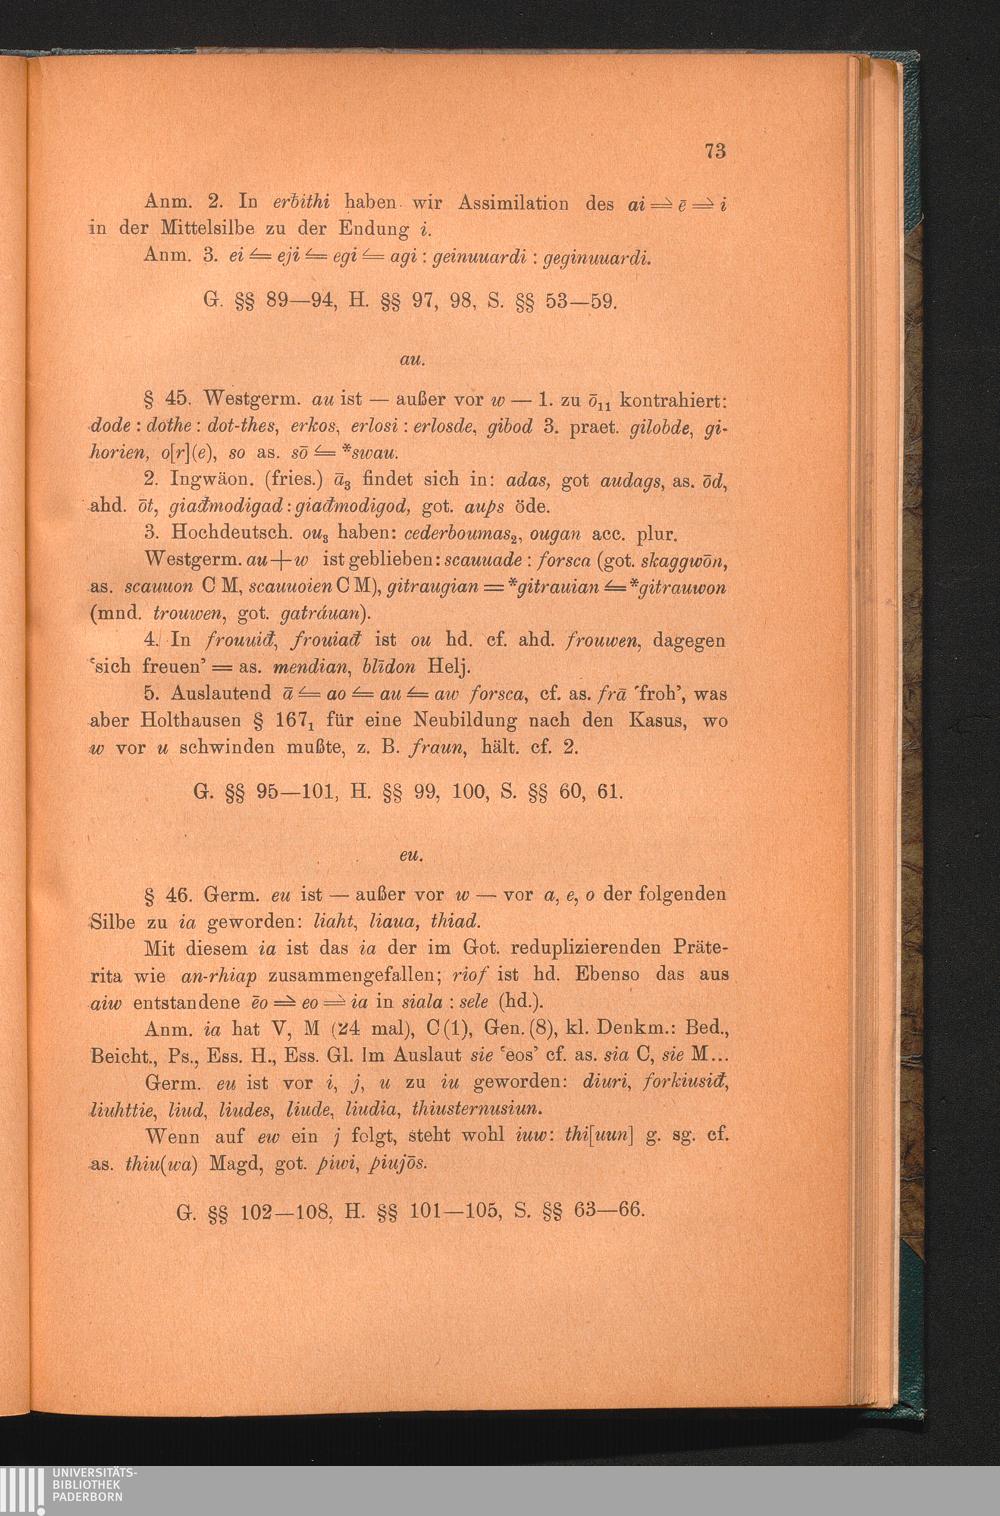 73
Anm. 2. In erƀithi haben wir Assimilation des ai ⇒ ē ⇒ i
in der Mittelsilbe zu der Endung i.
Anm. 3. ei ⇐ eji ⇐ egi ⇐ agi : geinuuardi : geginuuardi.
G. §§ 89—94, H. §§ 97, 98, S. §§ 53—59.
au.
§ 45. Westgerm. au ist — außer vor w — 1. zu ō₁₁ kontrahiert:
dode : dothe : dot-thes, erkos, erlosi : erlosde, gibod 3. praet. gilobde, gi-
horien, o[r](e), so as. sō ⇐ *swau.
2. Ingwäon. (fries.) ā₃ findet sich in: adas, got audags, as. ōd,
ahd. ōt, giađmodigad : giađmodigod, got. auþs öde.
3. Hochdeutsch. ou₃ haben: cederboumas₂, ougan acc. plur.
Westgerm. au+w ist geblieben: scauuade : forsca (got. skaggwōn,
as. scauuon C M, scauuoien C M), gitraugian = *gitrauian ⇐ *gitrauwon
(mnd. trouwen, got. gatráuan).
4. In frouuiđ, frouiađ ist ou hd. cf. ahd. frouwen, dagegen
‘sich freuen’ = as. mendian, blīdon Helj.
5. Auslautend ā ⇐ ao ⇐ au ⇐ aw forsca, cf. as. frā ‘froh’, was
aber Holthausen § 167₁ für eine Neubildung nach den Kasus, wo
w vor u schwinden mußte, z. B. fraun, hält. cf. 2.
G. §§ 95—101, H. §§ 99, 100, S. §§ 60, 61.
eu.
§ 46. Germ. eu ist — außer vor w — vor a, e, o der folgenden
Silbe zu ia geworden: liaht, liaua, thiad.
Mit diesem ia ist das ia der im Got. reduplizierenden Präte-
rita wie an-rhiap zusammengefallen; riof ist hd. Ebenso das aus
aiw entstandene ēo ⇒ eo ⇒ ia in siala : sele (hd.).
Anm. ia hat V, M (24 mal), C(1), Gen. (8), kl. Denkm.: Bed.,
Beicht., Ps., Ess. H., Ess. Gl. Im Auslaut sie ‘eos’ cf. as. sia C, sie M...
Germ. eu ist vor i, j, u zu iu geworden: diuri, forkiusiđ,
liuhttie, liud, liudes, liude, liudia, thiusternusiun.
Wenn auf ew ein j folgt, steht wohl iuw: thi[uun] g. sg. cf.
as. thiu(wa) Magd, got. þiwi, þiujōs.
G. §§ 102—108, H. §§ 101—105, S. §§ 63—66.
UNIVERSITÄTS-
BIBLIOTHEK
PADERBORN